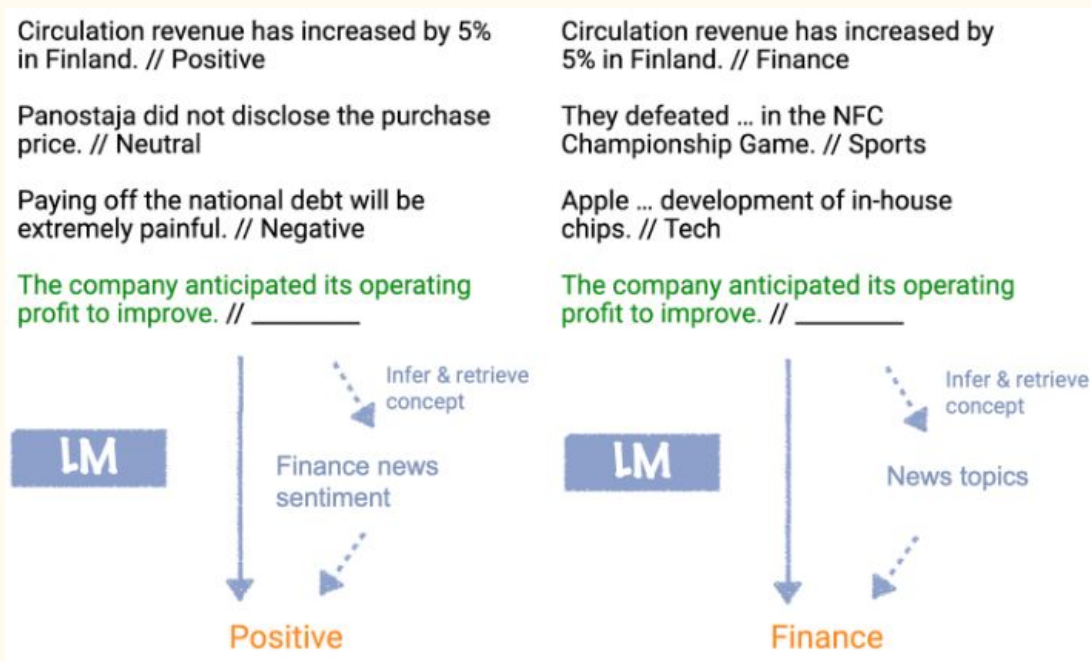 Circulation revenue has increased by 5%
in Finland. // Positive
Panostaja did not disclose the purchase
price. // Neutral
Paying off the national debt will be
extremely painful. // Negative
The company anticipated its operating
profit to improve. // ________
Infer & retrieve
concept
LM
Finance news
sentiment
Positive
Circulation revenue has increased by
5% in Finland. // Finance
They defeated ... in the NFC
Championship Game. // Sports
Apple ... development of in-house
chips. // Tech
The company anticipated its operating
profit to improve. // ________
Infer & retrieve
concept
LM
News topics
Finance